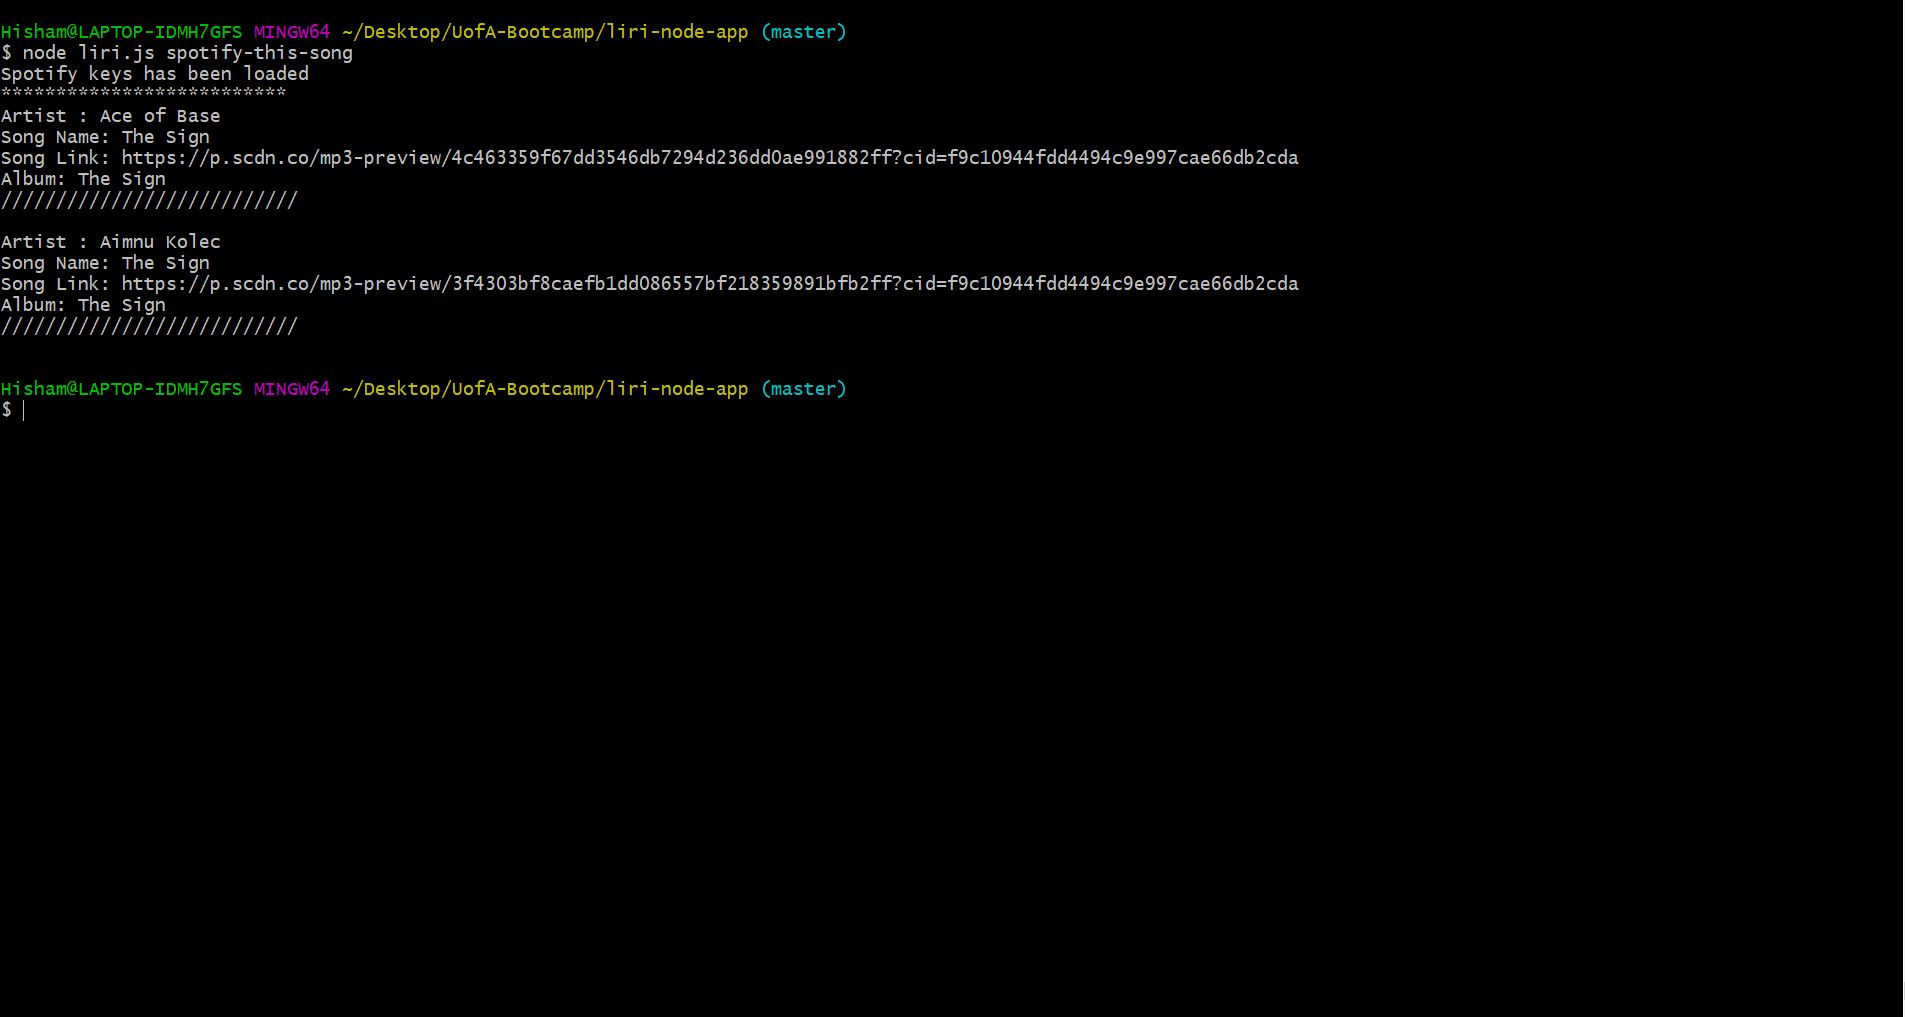 Hisham@LAPTOP-IDMH7GFS MINGW64 ~/Desktop/UofA-Bootcamp/liri-node-app (master)
$ node liri.js spotify-this-song
Spotify keys has been loaded
**************************
Artist : Ace of Base
Song Name: The Sign
Song Link: https://p.scdn.co/mp3-preview/4c463359f67dd3546db7294d236dd0ae991882ff?cid=f9c10944fdd4494c9e997cae66db2cda
Album: The Sign
///////////////////////////
Artist : Aimnu Kolec
Song Name: The Sign
Song Link: https://p.scdn.co/mp3-preview/3f4303bf8caefb1dd086557bf218359891bfb2ff?cid=f9c10944fdd4494c9e997cae66db2cda
Album: The Sign
///////////////////////////
Hisham@LAPTOP-IDMH7GFS MINGW64 ~/Desktop/UofA-Bootcamp/liri-node-app (master)
$